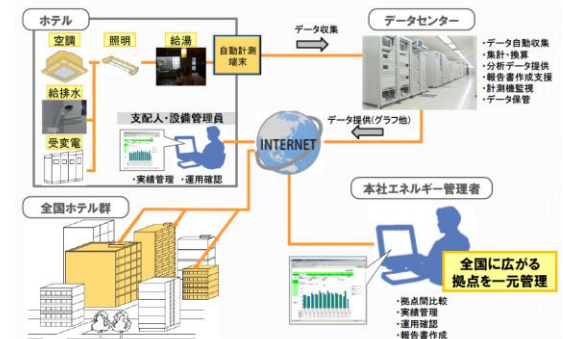 ホテル
空調
照明
給湯
自動計測
端末
給排水
受変電
支配人・設備管理員
・実績管理 ・運用確認
データ収集
データセンター
・データ自動収集
・集計・換算
・分析データ提供
・報告書作成支援
・計測機監視
・データ保管
データ提供(グラフ他)
INTERNET
全国ホテル群
本社エネルギー管理者
全国に広がる
拠点を一元管理
・拠点間比較
・実績管理
・運用確認
・報告書作成